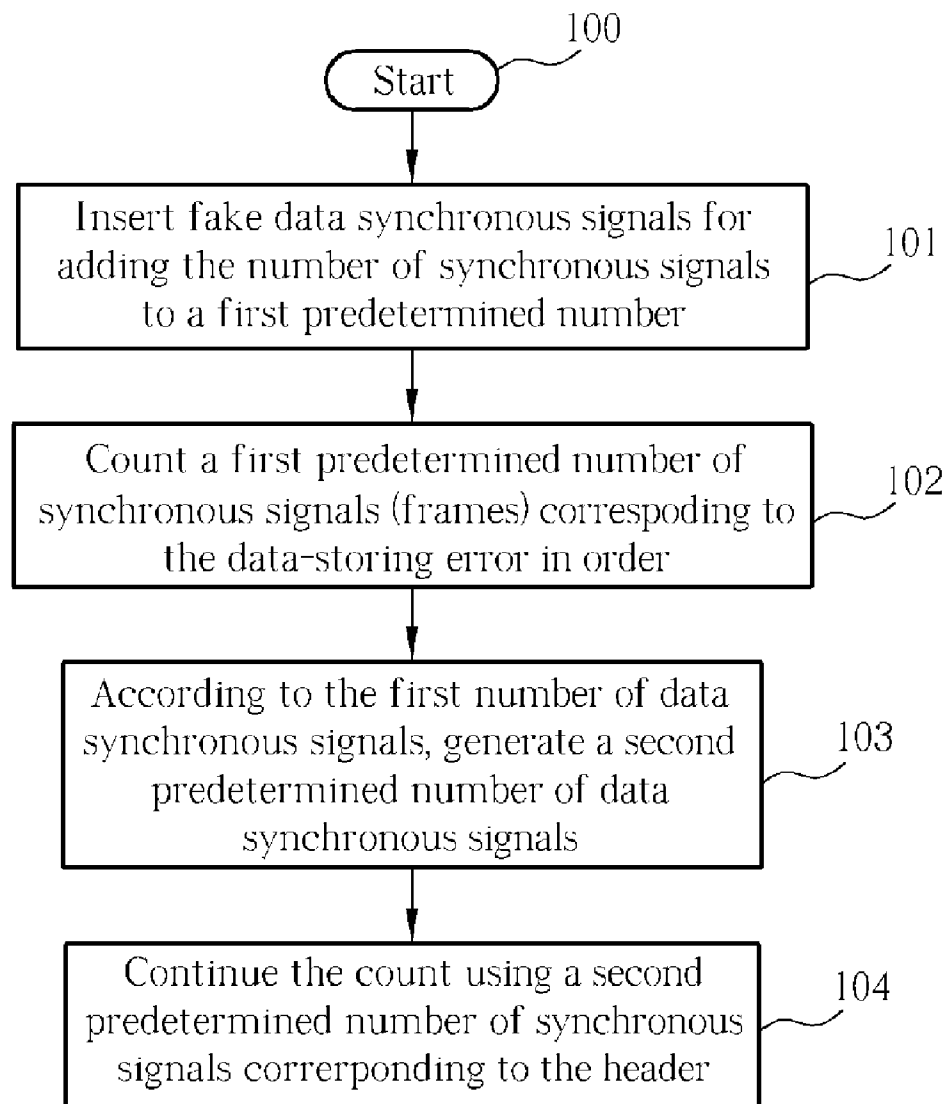 100
Start
Insert fake data synchronous signals for
adding the number of synchronous signals
to a first predetermined number
101
Count a first predetermined number of
synchronous signals (frames) correspoding to
the data-storing error in order
102
According to the first number of data
synchronous signals, generate a second
predetermined number of data
synchronous signals
103
Continue the count using a second
predetermined number of synchronous
signals correrponding to the header
104